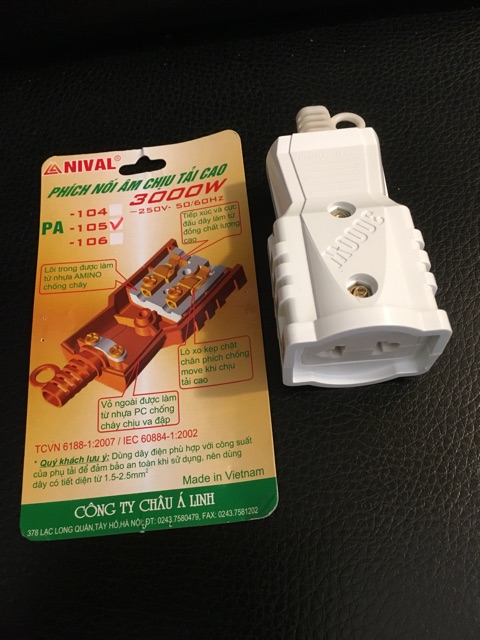 NIVAL®
PHÍCH NỐI ÂM CHỊU TẢI CAO
3000W
~250V- 50/60Hz
PA
-104
-105
-106
Tiếp xúc và cực
đấu dây làm từ
đồng chất lượng
cao
Lõi trong được làm
từ nhựa AMINO
chống cháy
Lò xo kẹp chặt
chân phích chống
move khi chịu
tải cao
Vỏ ngoài được làm
từ nhựa PC chống
cháy chịu va đập
TCVN 6188-1:2007 / IEC 60884-1:2002
* Quý khách lưu ý: Dùng dây điện phù hợp với công suất
của phụ tải để đảm bảo an toàn khi sử dụng, nên dùng
dây có tiết diện từ 1.5-2.5mm²
Made in Vietnam
CÔNG TY CHÂU Á LINH
378 LẠC LONG QUÂN,TÂY HỒ,HÀ NỘI, ĐT: 0243.7580479, FAX: 0243.7581202
3000W